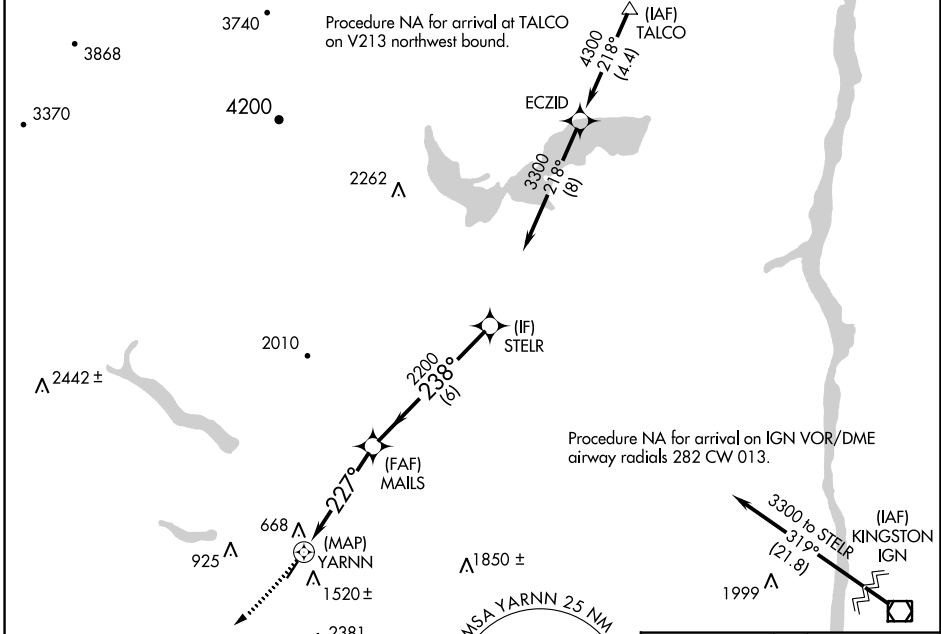 3740
Procedure NA for arrival at TALCO
on V213 northwest bound.
(IAF)
TALCO
3868
4300
218°
(4.4)
3370
4200
ECZID
2262
3300
218°
(8)
(IF)
STELR
2010
2200
238°
(6)
2442 ±
Procedure NA for arrival on IGN VOR/DME
airway radials 282 CW 013.
(FAF)
MAILS
227°
3300 to STELR
319°
(21.8)
(IAF)
KINGSTON
IGN
668
(MAP)
YARNN
925
1850 ±
1999
1520 ±
2381
MSA YARNN 25 NM